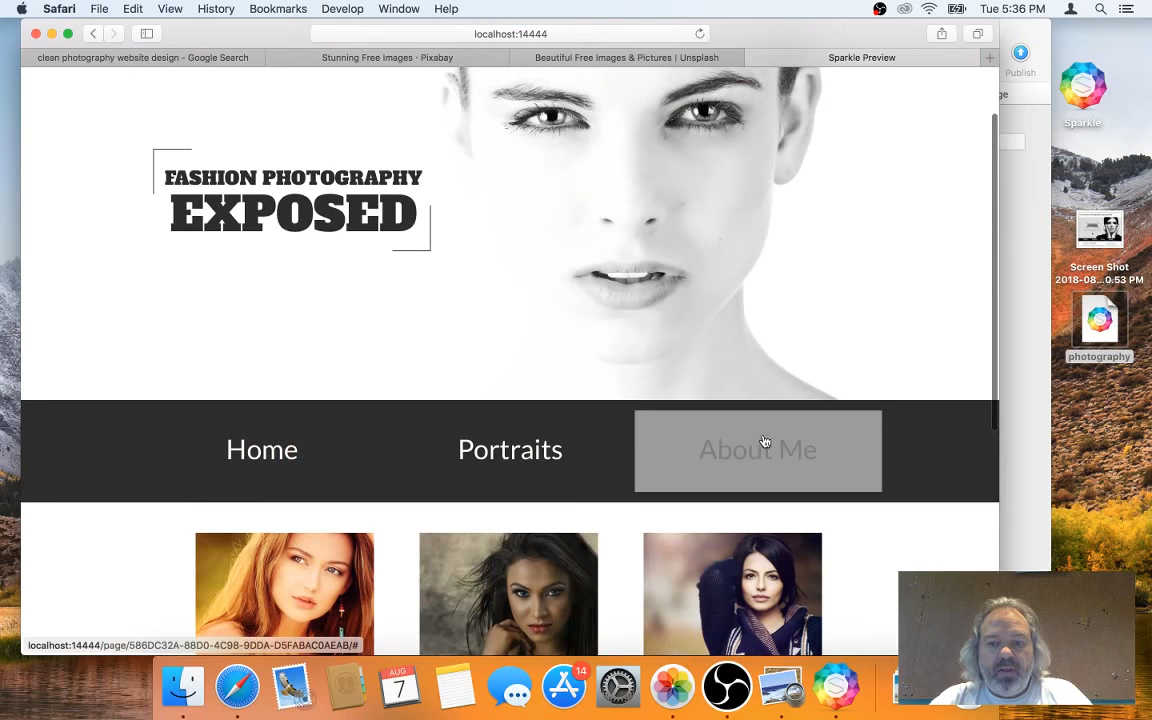 Safari File Edit View History Bookmarks Develop Window Help
Tue 5:36 PM
localhost:14444
clean photography website design - Google Search
Stunning Free Images · Pixabay
Beautiful Free Images & Pictures | Unsplash
Sparkle Preview
+
Publish
ge
Sparkle
FASHION PHOTOGRAPHY
EXPOSED
Screen Shot
2018-08...0.53 PM
photography
Home
Portraits
About Me
localhost:14444/page/586DC32A-88D0-4C98-9DDA-D5FABAC0AEAB/#
AUG
7
14